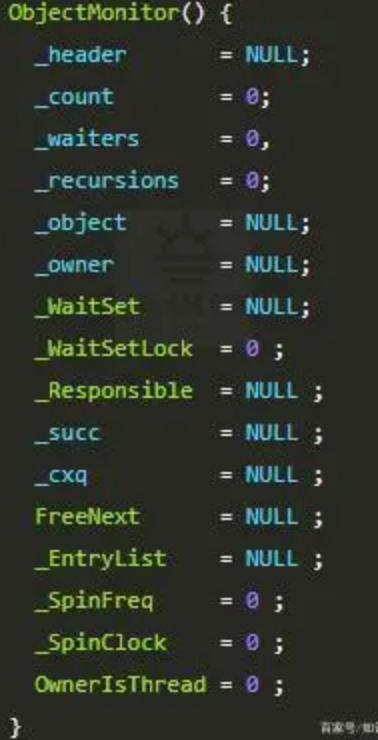 ObjectMonitor() {
_header = NULL;
_count = 0;
_waiters = 0,
_recursions = 0;
_object = NULL;
_owner = NULL;
_WaitSet = NULL;
_WaitSetLock = 0 ;
_Responsible = NULL ;
_succ = NULL ;
_cxq = NULL ;
FreeNext = NULL ;
_EntryList = NULL ;
_SpinFreq = 0 ;
_SpinClock = 0 ;
OwnerIsThread = 0 ;
}
百家号/如